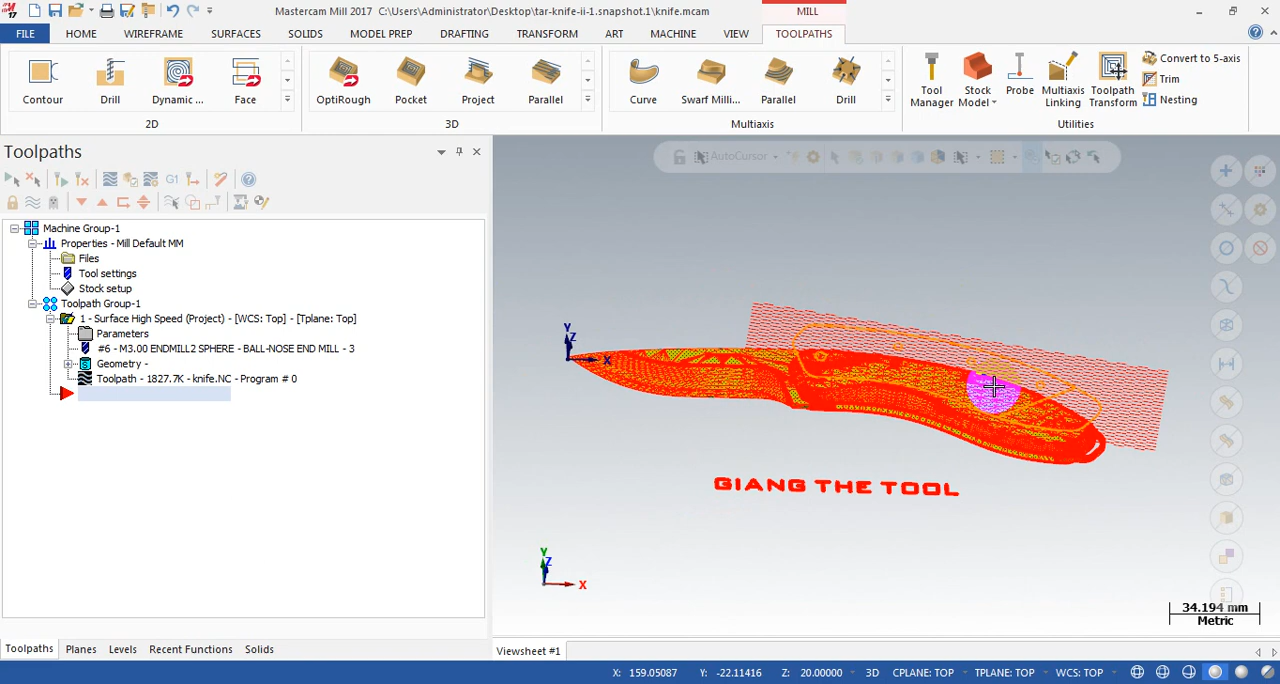 Mastercam Mill 2017 C:\Users\Administrator\Desktop\tar-knife-ii-1.snapshot.1\knife.mcam
MILL
FILE HOME WIREFRAME SURFACES SOLIDS MODEL PREP DRAFTING TRANSFORM ART MACHINE VIEW TOOLPATHS
Contour Drill Dynamic ... Face
2D
OptiRough Pocket Project Parallel
3D
Curve Swarf Milli... Parallel Drill
Multiaxis
Tool Manager Stock Model Probe Multiaxis Linking Toolpath Transform
Convert to 5-axis
Trim
Nesting
Utilities
Toolpaths
G1
AutoCursor
Machine Group-1
Properties - Mill Default MM
Files
Tool settings
Stock setup
Toolpath Group-1
1 - Surface High Speed (Project) - [WCS: Top] - [Tplane: Top]
Parameters
#6 - M3.00 ENDMILL2 SPHERE - BALL-NOSE END MILL - 3
Geometry -
Toolpath - 1827.7K - knife.NC - Program # 0
Y
Z
X
GIANG THE TOOL
Y
Z
X
34.194 mm
Metric
Toolpaths Planes Levels Recent Functions Solids
Viewsheet #1
X: 159.05087 Y: -22.11416 Z: 20.00000 3D CPLANE: TOP TPLANE: TOP WCS: TOP